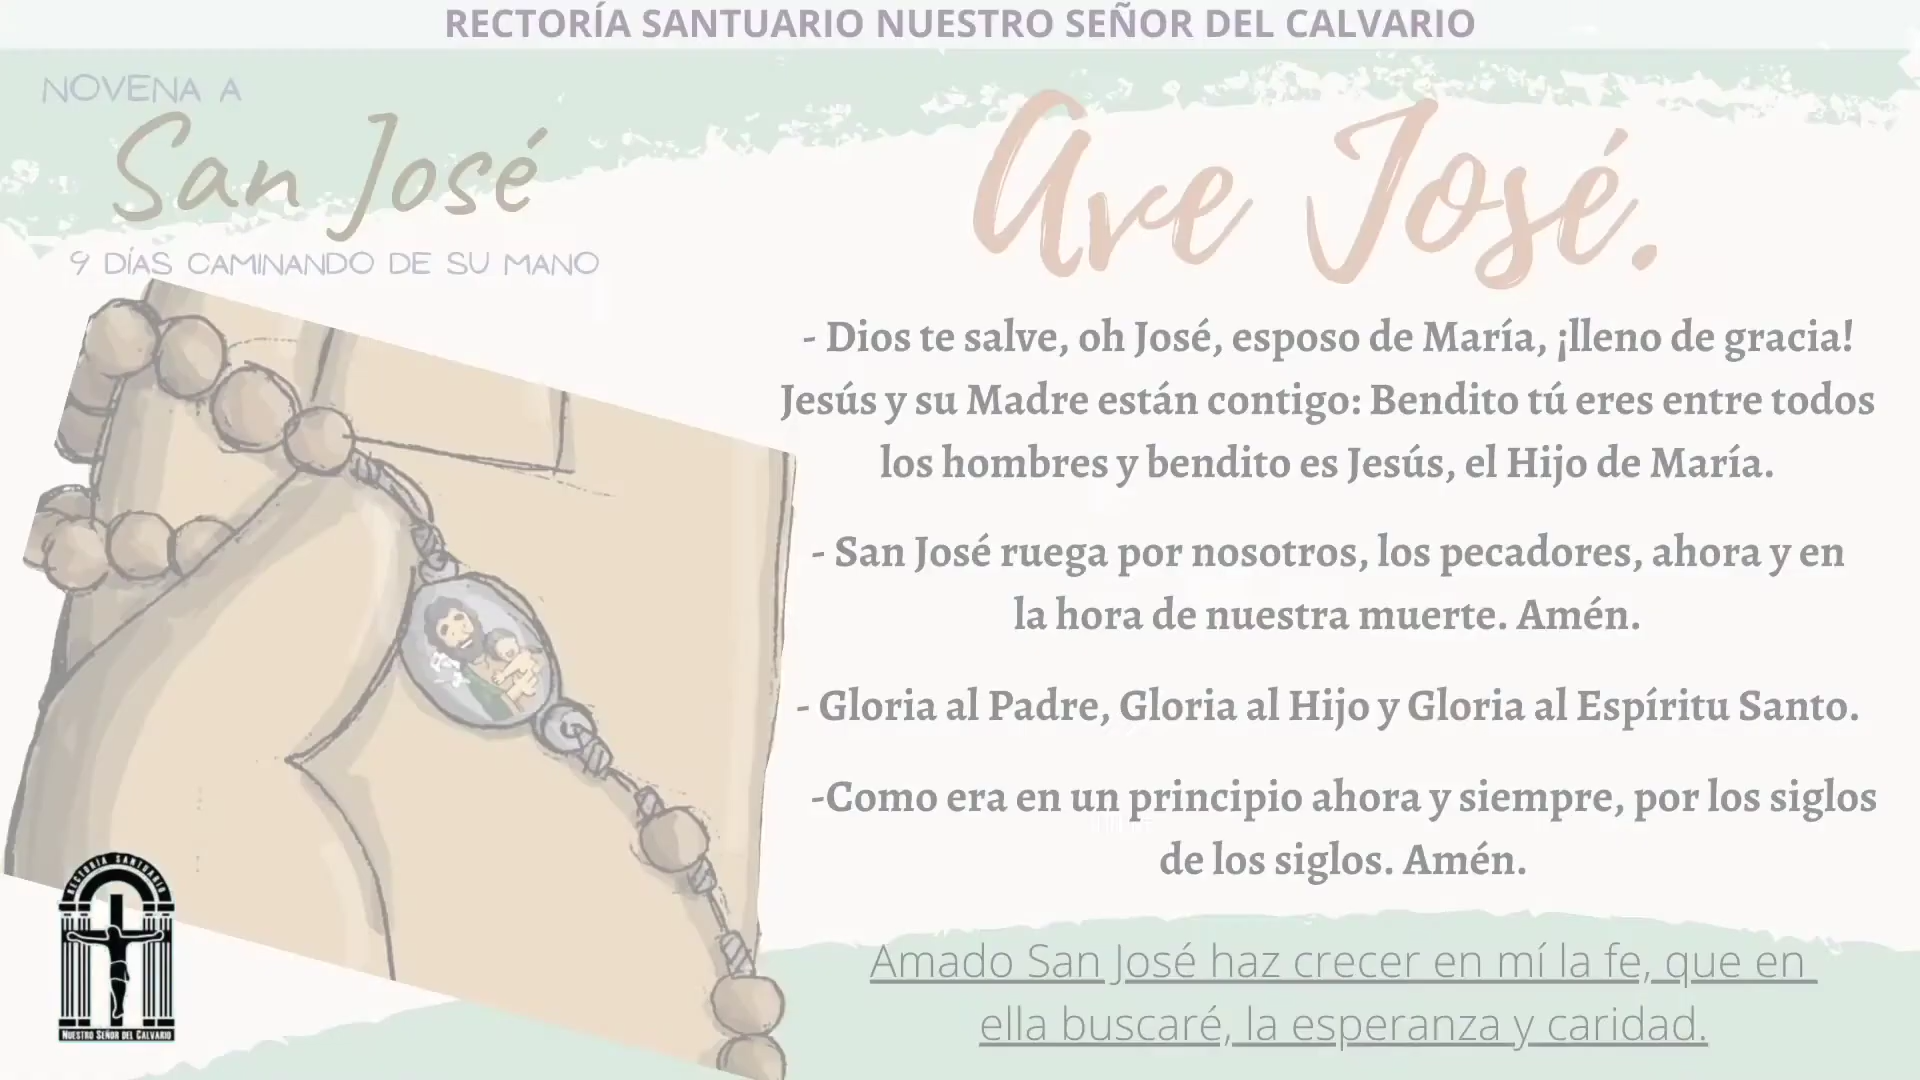 RECTORÍA SANTUARIO NUESTRO SEÑOR DEL CALVARIO
NOVENA A
San José
9 DÍAS CAMINANDO DE SU MANO
Ave José.
- Dios te salve, oh José, esposo de María, ¡lleno de gracia!
Jesús y su Madre están contigo: Bendito tú eres entre todos
los hombres y bendito es Jesús, el Hijo de María.
- San José ruega por nosotros, los pecadores, ahora y en
la hora de nuestra muerte. Amén.
- Gloria al Padre, Gloria al Hijo y Gloria al Espíritu Santo.
-Como era en un principio ahora y siempre, por los siglos
de los siglos. Amén.
Amado San José haz crecer en mí la fe, que en
ella buscaré, la esperanza y caridad.
RECTORÍA SANTUARIO
NUESTRO SEÑOR DEL CALVARIO